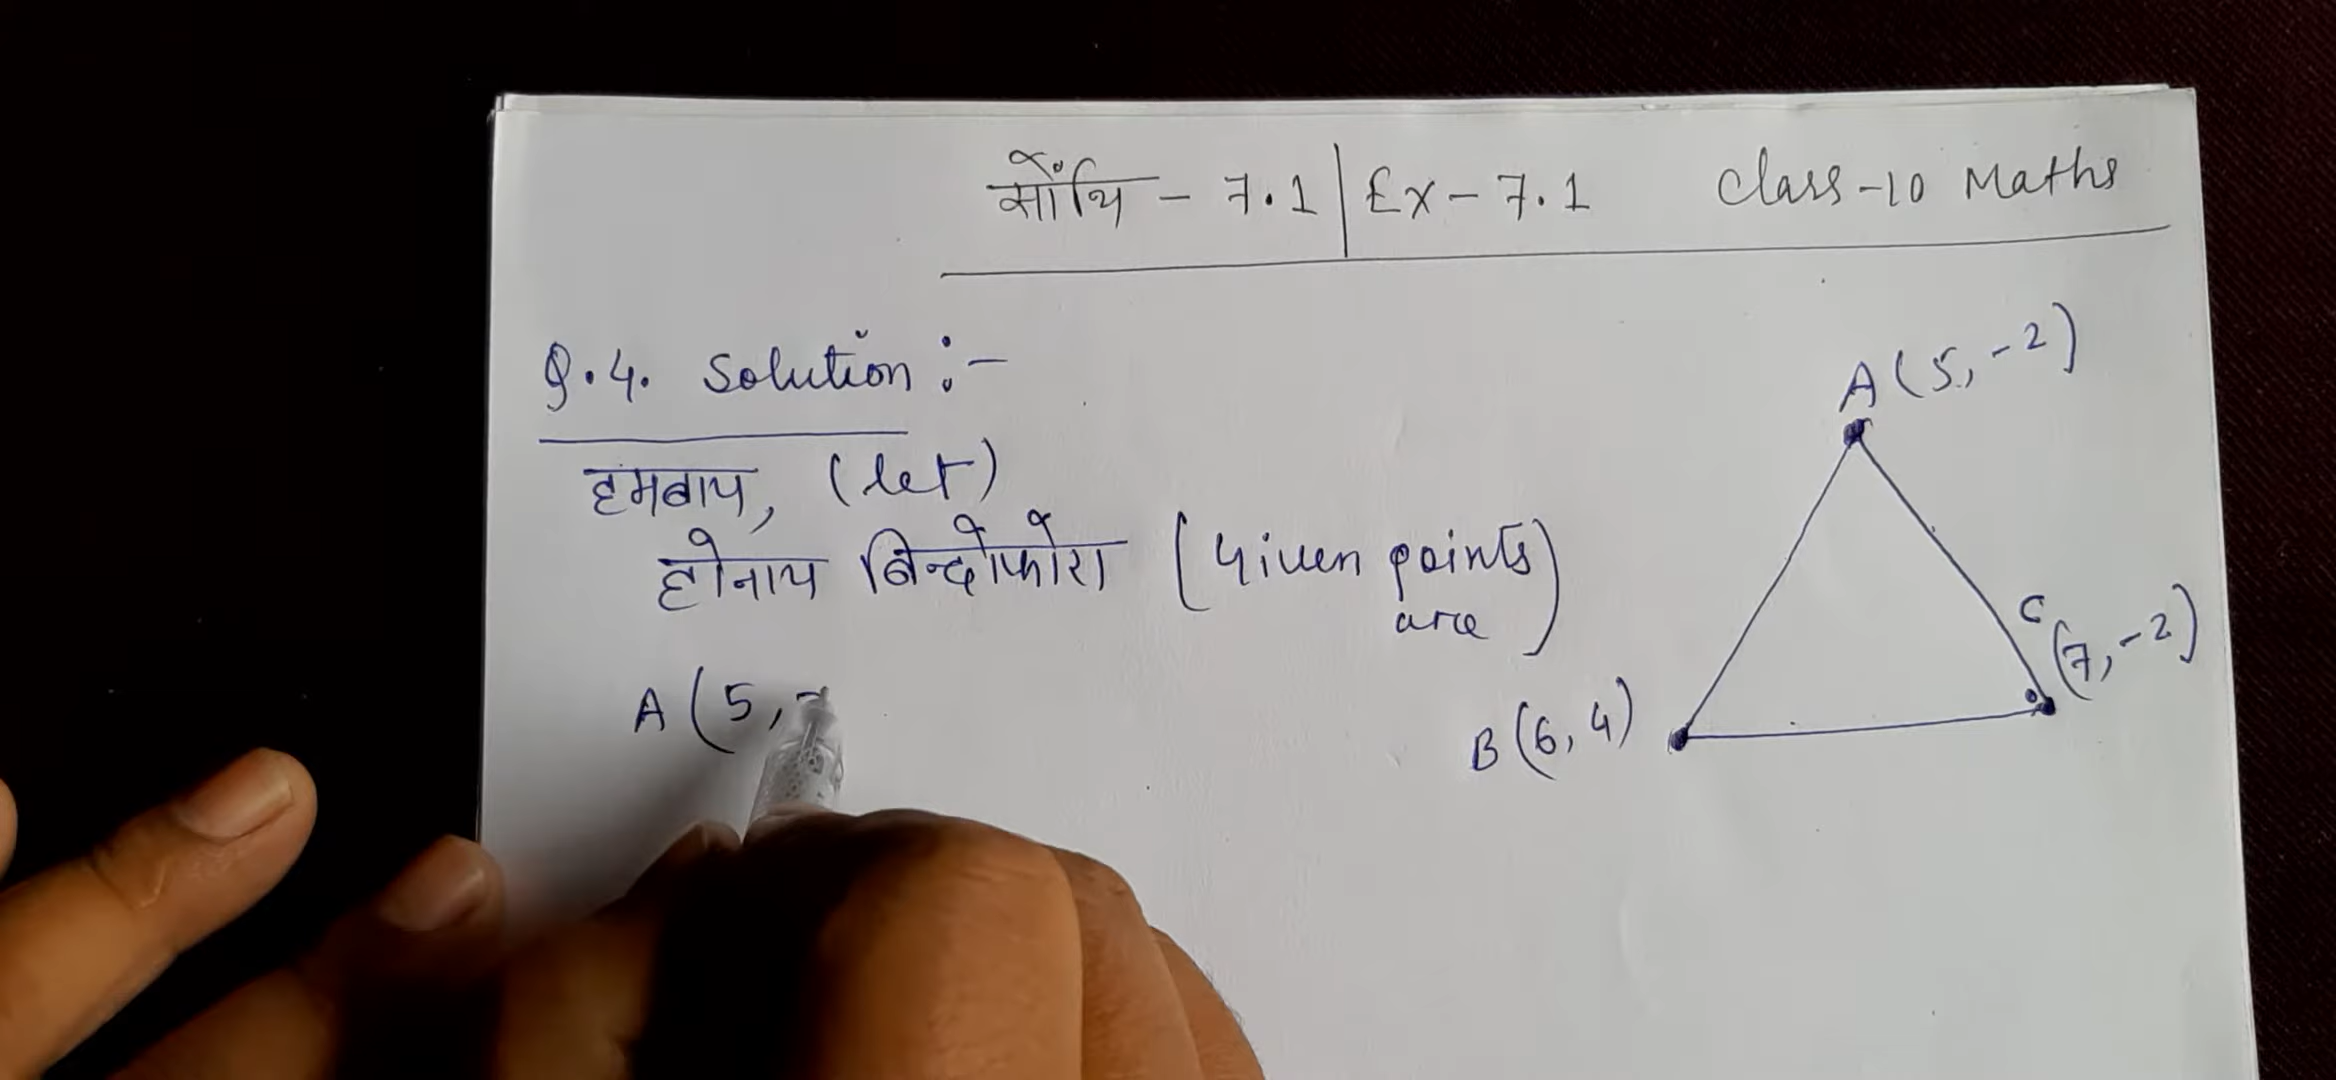 सोंथि - 7.1 | Ex - 7.1 Class-10 Maths
Q.4. Solution :-
हमबाय, (let)
होनाय बिन्दोफोरा (Given points are)
A (5, -
A (5, -2)
B (6, 4)
C (7, -2)